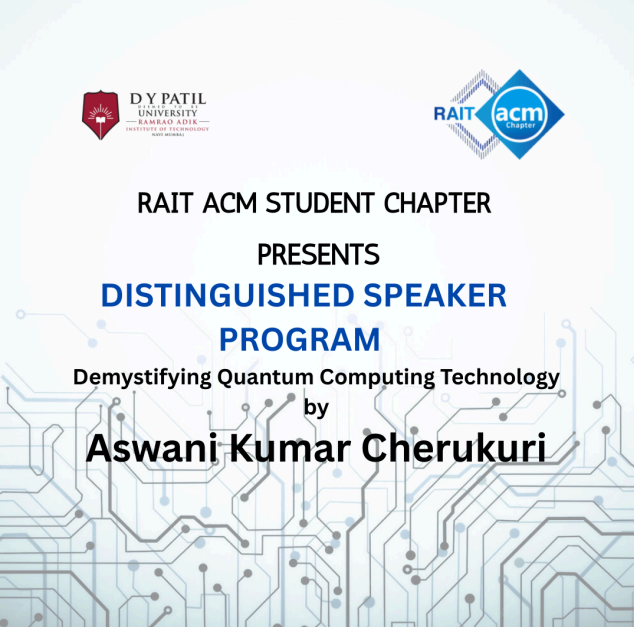 D Y PATIL
DEEMED TO BE
UNIVERSITY
RAMRAO ADIK
INSTITUTE OF TECHNOLOGY
NAVI MUMBAI
RAIT acm
Chapter
RAIT ACM STUDENT CHAPTER
PRESENTS
DISTINGUISHED SPEAKER
PROGRAM
Demystifying Quantum Computing Technology
by
Aswani Kumar Cherukuri